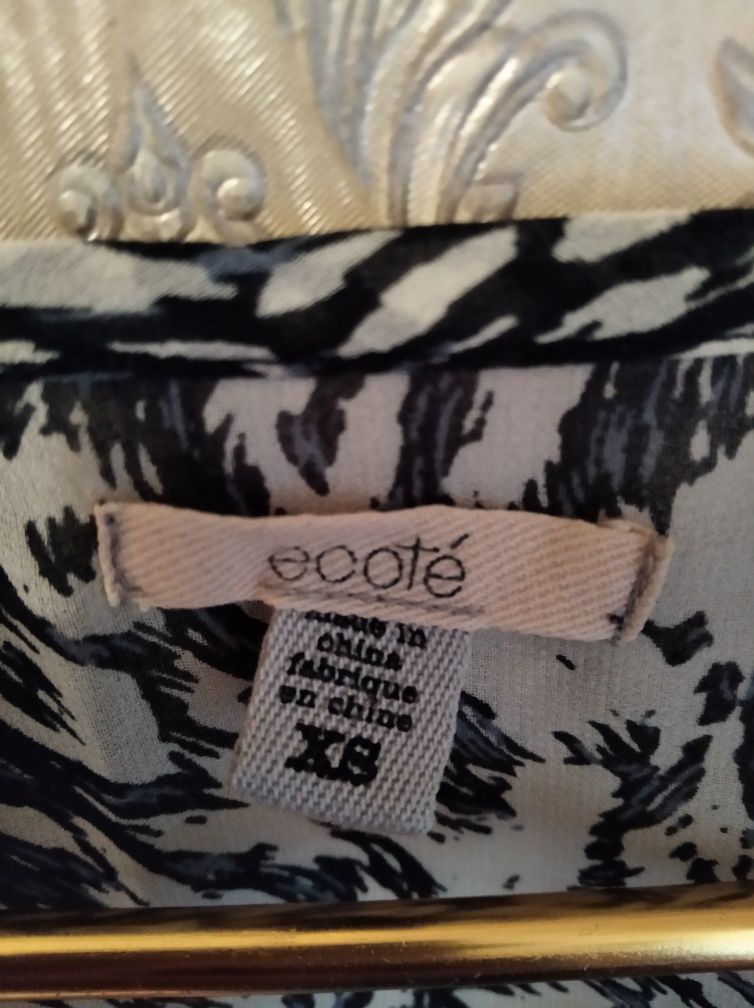 ecoté
made in
china
fabrique
en chine
XS